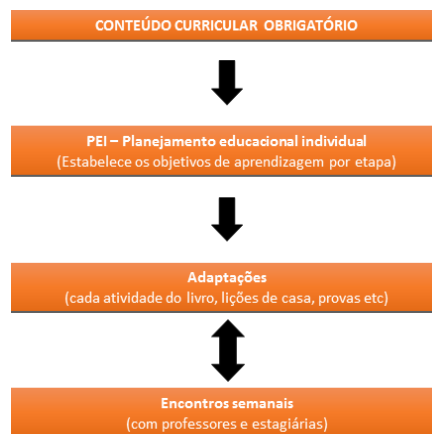 CONTEÚDO CURRICULAR OBRIGATÓRIO
PEI – Planejamento educacional individual
(Estabelece os objetivos de aprendizagem por etapa)
Adaptações
(cada atividade do livro, lições de casa, provas etc)
Encontros semanais
(com professores e estagiárias)